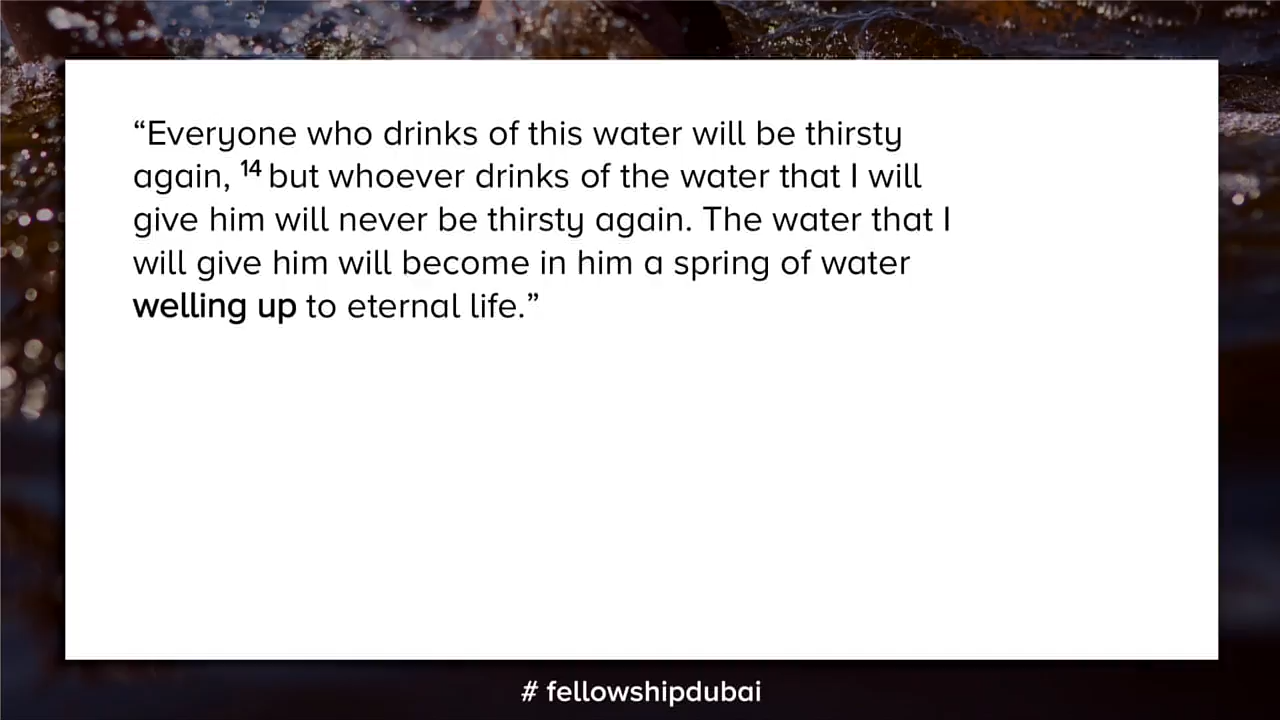 “Everyone who drinks of this water will be thirsty
again, 14 but whoever drinks of the water that I will
give him will never be thirsty again. The water that I
will give him will become in him a spring of water
welling up to eternal life.”
# fellowshipdubai